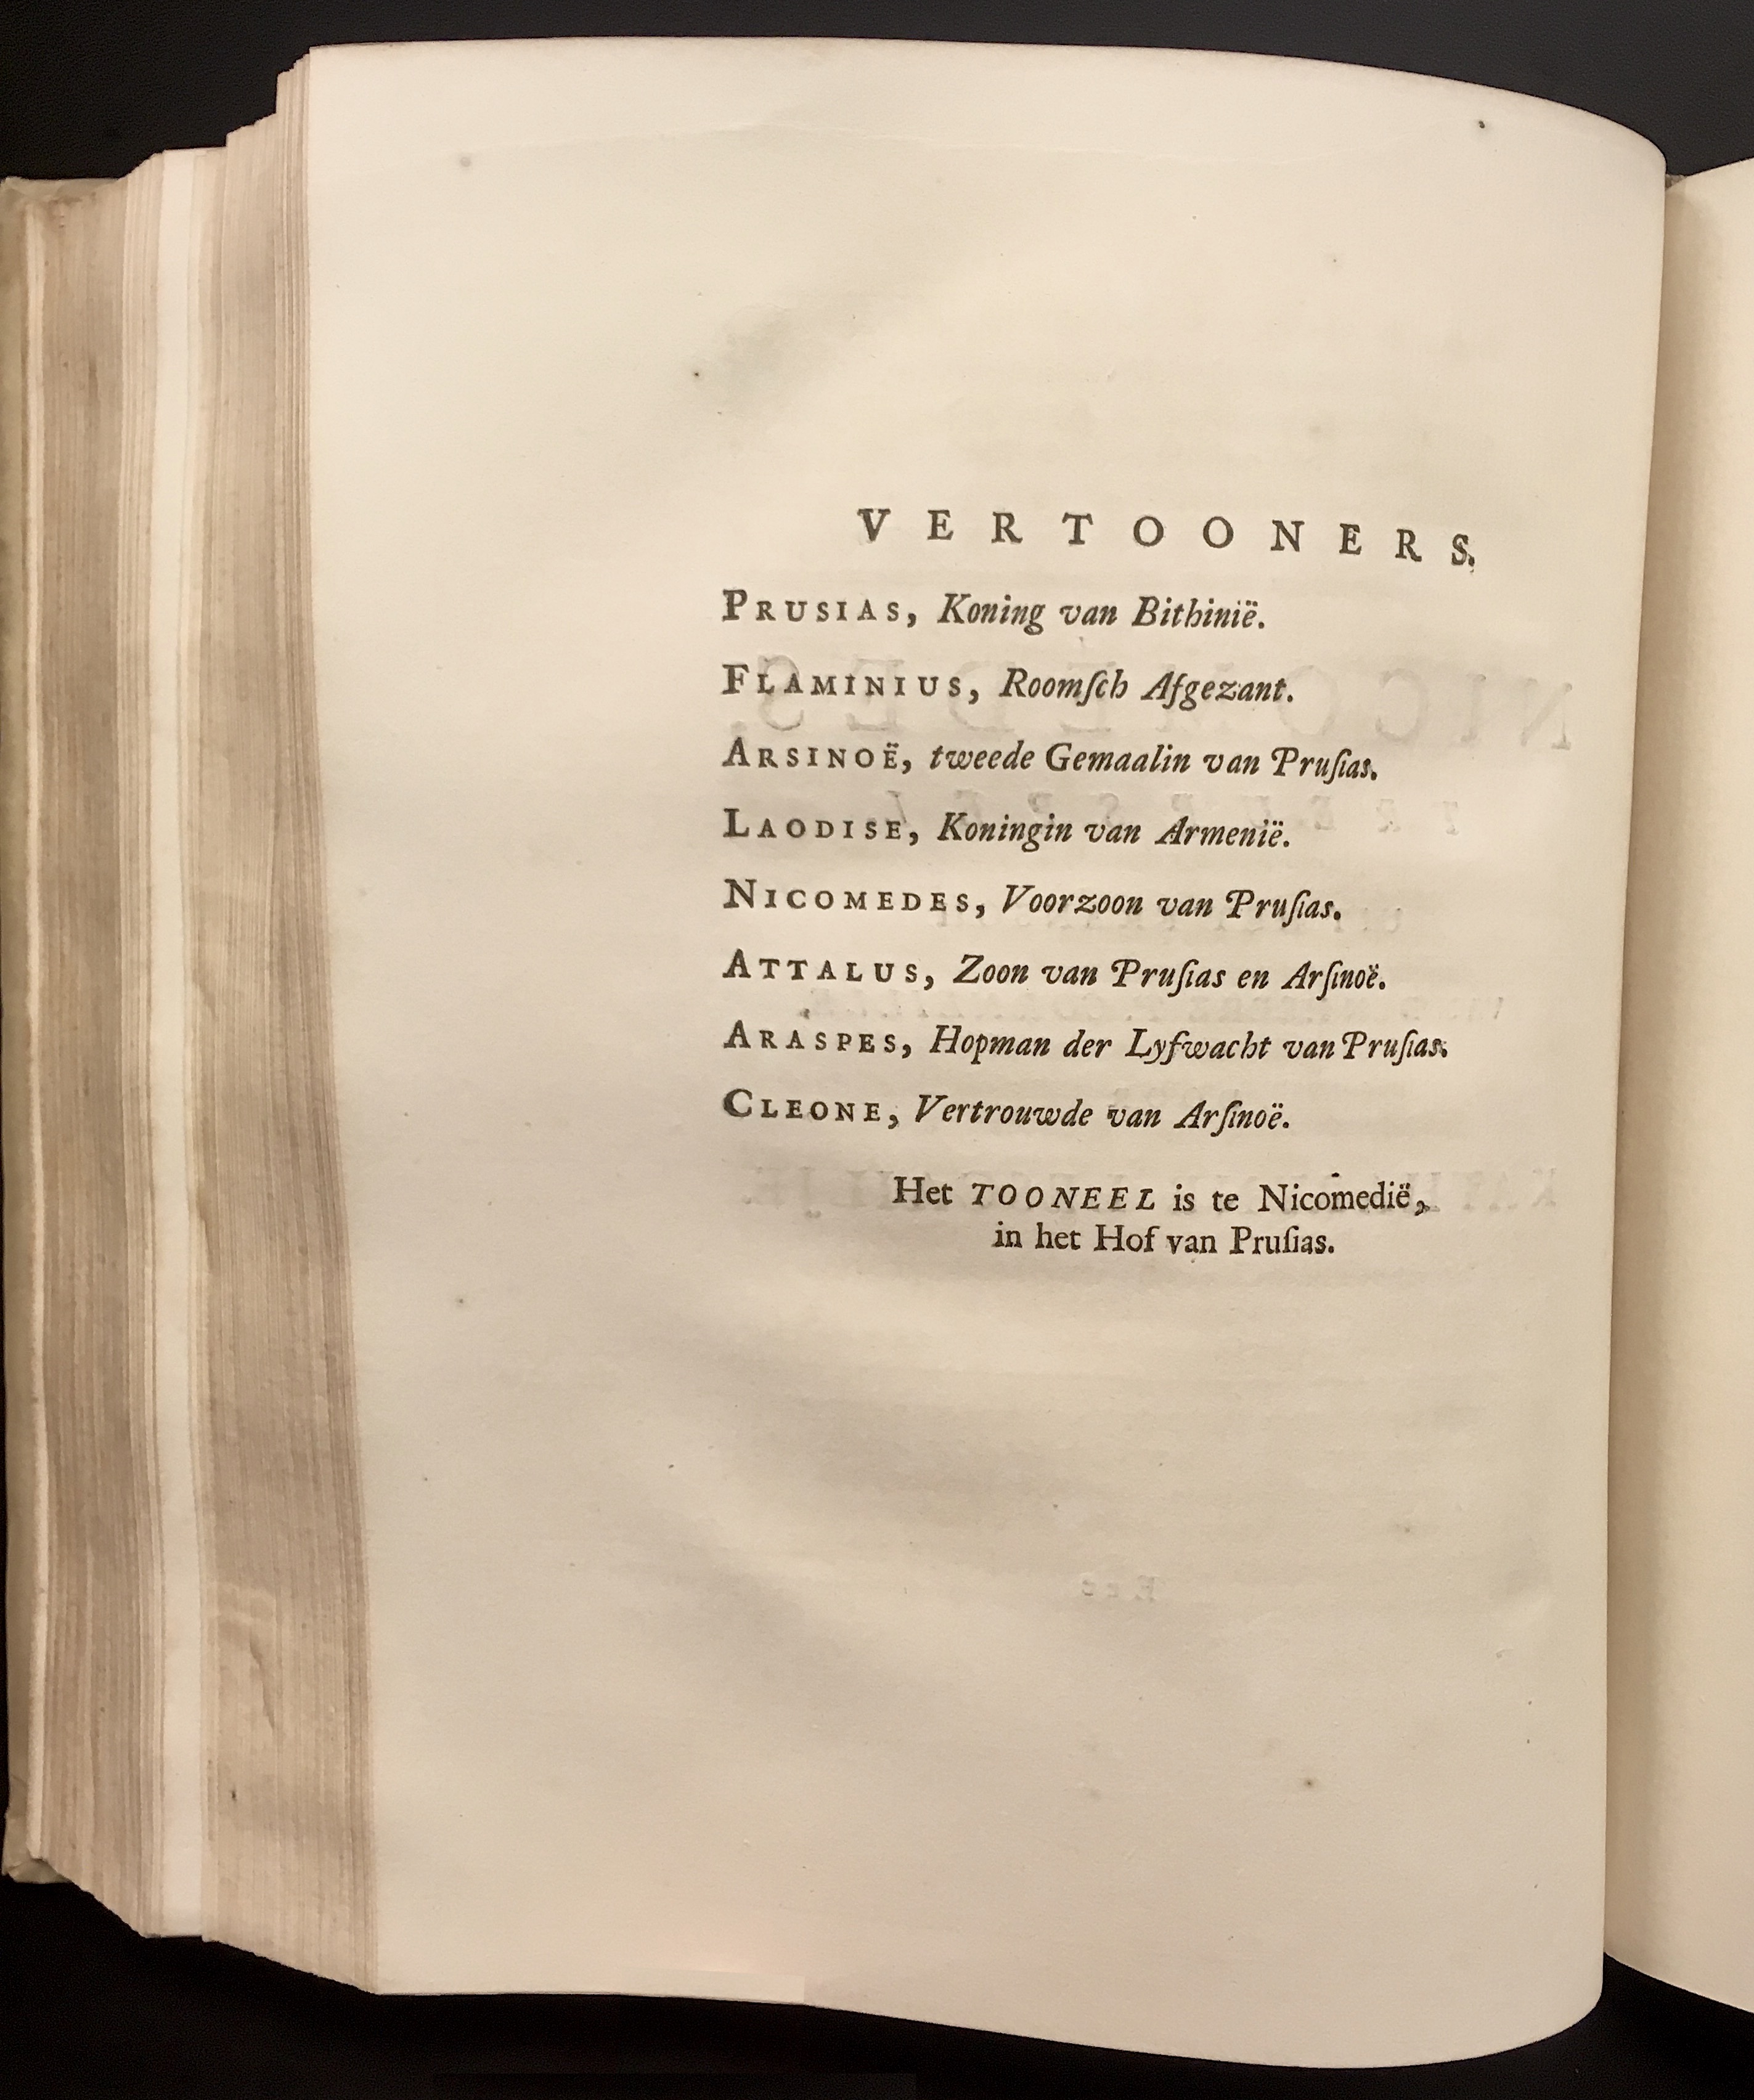 VERTOONERS.
PRUSIAS, Koning van Bithinië.
FLAMINIUS, Roomſch Afgezant.
ARSINOË, tweede Gemaalin van Pruſias.
LAODISE, Koningin van Armenië.
NICOMEDES, Voorzoon van Pruſias.
ATTALUS, Zoon van Pruſias en Arſinoë.
ARASPES, Hopman der Lyfwacht van Pruſias.
CLEONE, Vertrouwde van Arſinoë.
Het TOONEEL is te Nicomedië,
in het Hof van Pruſias.